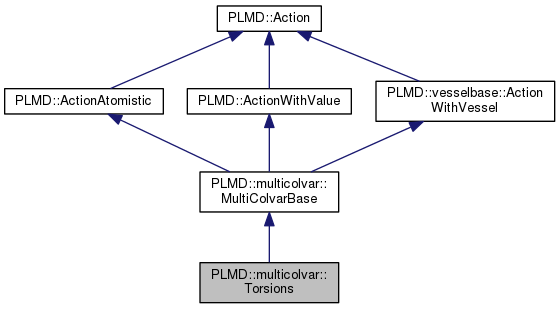 PLMD::Action
PLMD::ActionAtomistic
PLMD::ActionWithValue
PLMD::vesselbase::Action
WithVessel
PLMD::multicolvar::
MultiColvarBase
PLMD::multicolvar::
Torsions